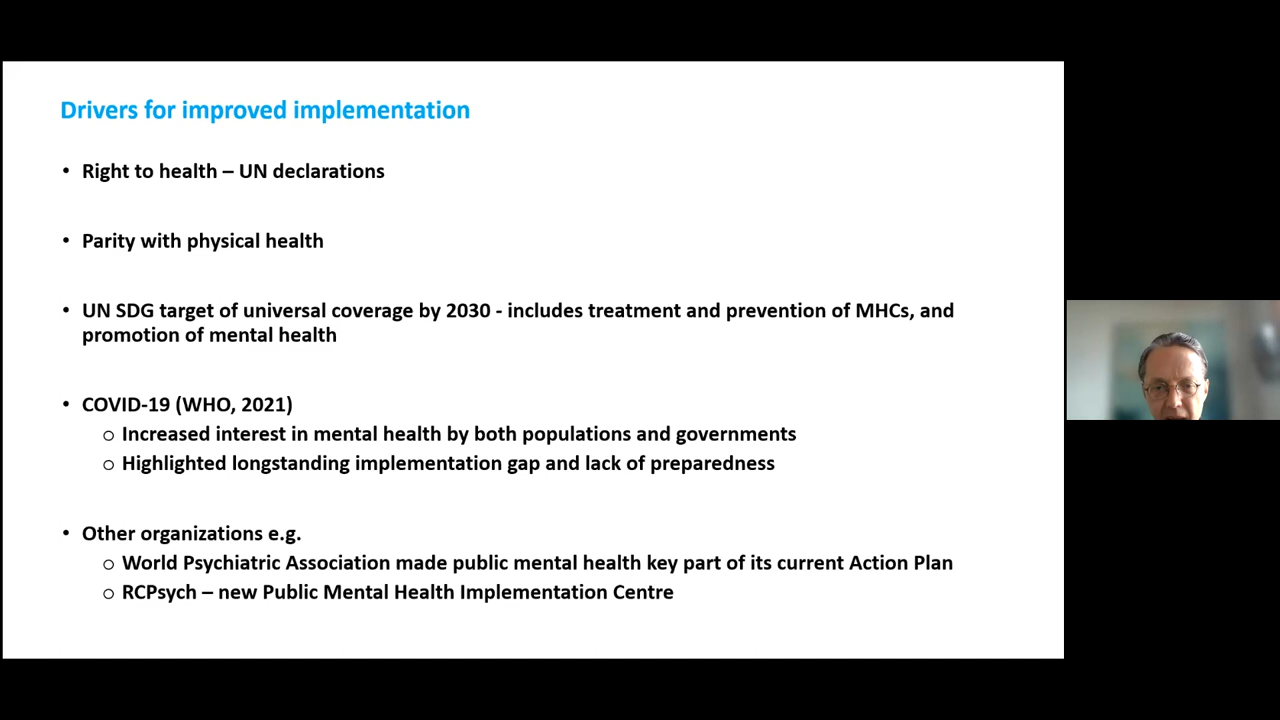 Drivers for improved implementation
• Right to health – UN declarations
• Parity with physical health
• UN SDG target of universal coverage by 2030 - includes treatment and prevention of MHCs, and
promotion of mental health
• COVID-19 (WHO, 2021)
o Increased interest in mental health by both populations and governments
o Highlighted longstanding implementation gap and lack of preparedness
• Other organizations e.g.
o World Psychiatric Association made public mental health key part of its current Action Plan
o RCPsych – new Public Mental Health Implementation Centre